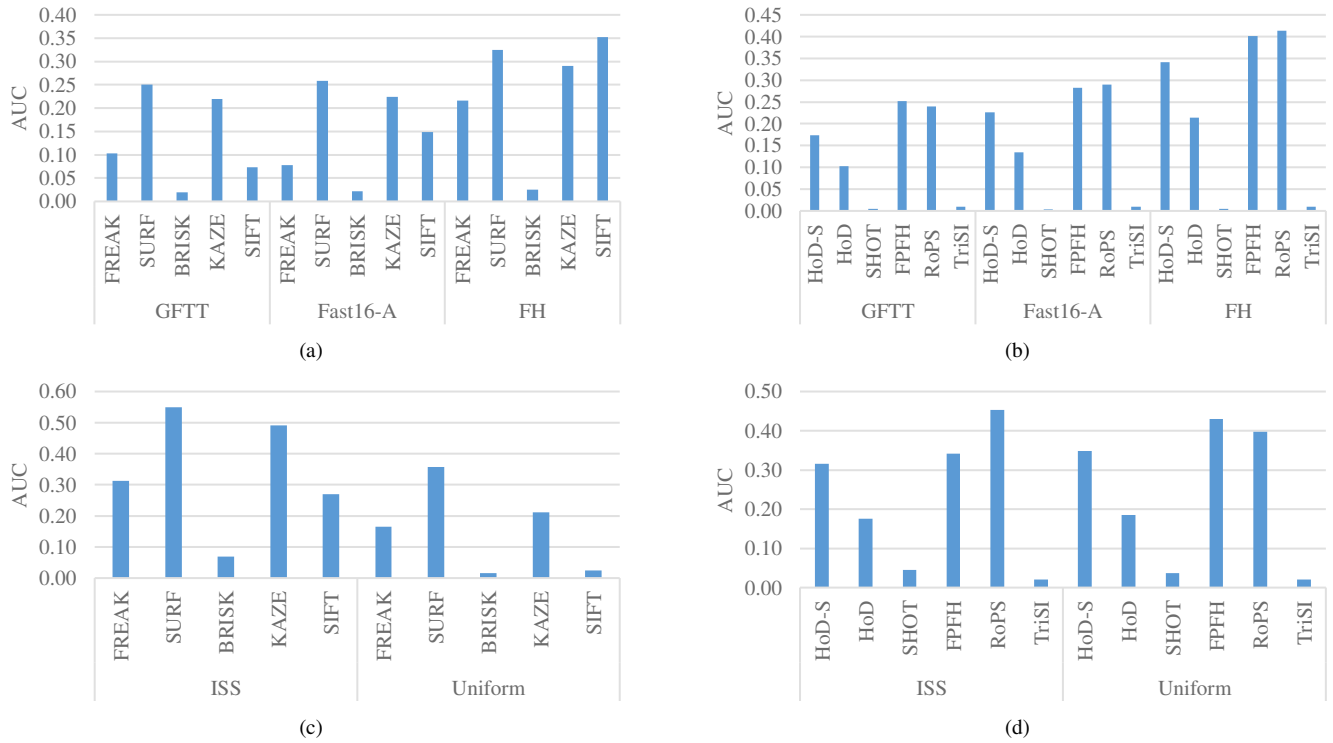 0.40
0.35
0.30
0.25
0.20
0.15
0.10
0.05
0.00
AUC
FREAK SURF BRISK KAZE SIFT FREAK SURF BRISK KAZE SIFT FREAK SURF BRISK KAZE SIFT
GFTT Fast16-A FH
(a)
0.45
0.40
0.35
0.30
0.25
0.20
0.15
0.10
0.05
0.00
AUC
HoD-S HoD SHOT FPFH RoPS TriSI HoD-S HoD SHOT FPFH RoPS TriSI HoD-S HoD SHOT FPFH RoPS TriSI
GFTT Fast16-A FH
(b)
0.60
0.50
0.40
0.30
0.20
0.10
0.00
AUC
FREAK SURF BRISK KAZE SIFT FREAK SURF BRISK KAZE SIFT
ISS Uniform
(c)
0.50
0.40
0.30
0.20
0.10
0.00
AUC
HoD-S HoD SHOT FPFH RoPS TriSI HoD-S HoD SHOT FPFH RoPS TriSI
ISS Uniform
(d)